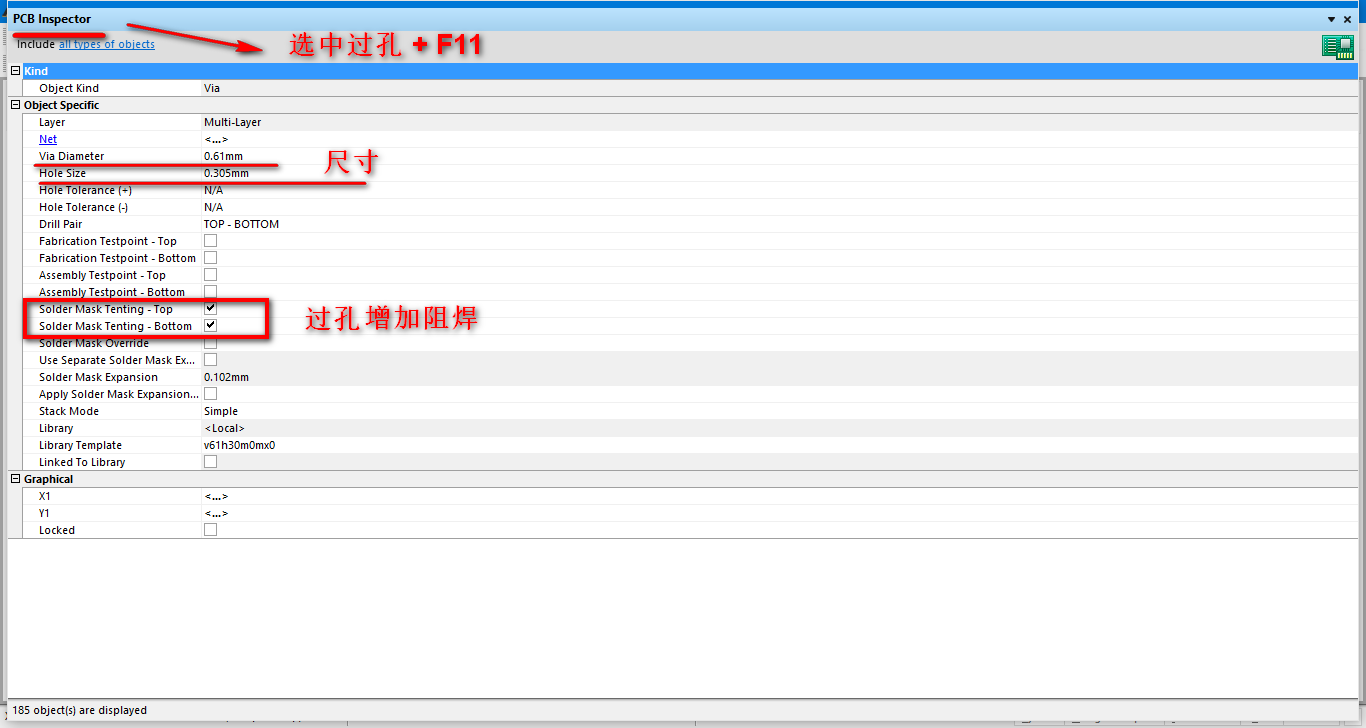 PCB Inspector
Include all types of objects
选中过孔 + F11
Kind
Object Kind Via
Object Specific
Layer Multi-Layer
Net <...>
Via Diameter 0.61mm
尺寸
Hole Size 0.305mm
Hole Tolerance (+) N/A
Hole Tolerance (-) N/A
Drill Pair TOP - BOTTOM
Fabrication Testpoint - Top
Fabrication Testpoint - Bottom
Assembly Testpoint - Top
Assembly Testpoint - Bottom
Solder Mask Tenting - Top
过孔增加阻焊
Solder Mask Tenting - Bottom
Solder Mask Override
Use Separate Solder Mask Ex...
Solder Mask Expansion 0.102mm
Apply Solder Mask Expansion...
Stack Mode Simple
Library <Local>
Library Template v61h30m0mx0
Linked To Library
Graphical
X1 <...>
Y1 <...>
Locked
185 object(s) are displayed